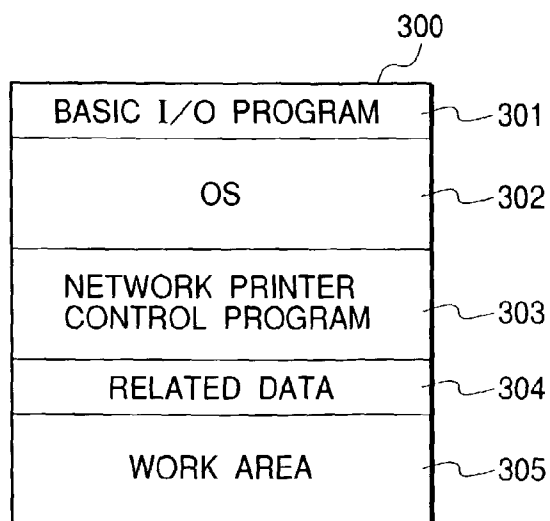 300
BASIC I/O PROGRAM
301
OS
302
NETWORK PRINTER
CONTROL PROGRAM
303
RELATED DATA
304
WORK AREA
305